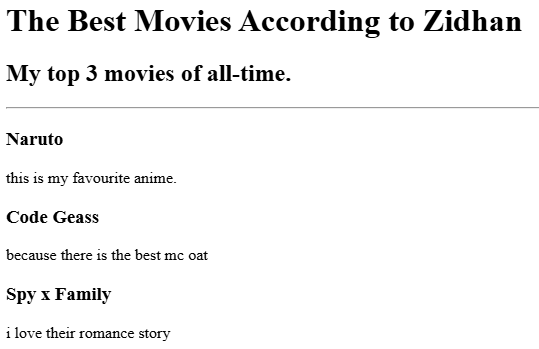 The Best Movies According to Zidhan
My top 3 movies of all-time.
Naruto
this is my favourite anime.
Code Geass
because there is the best mc oat
Spy x Family
i love their romance story